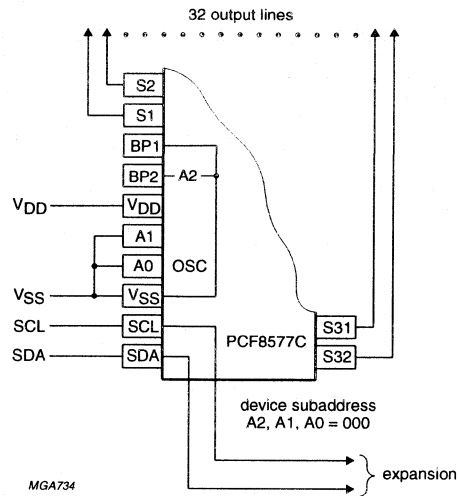 32 output lines
S2
S1
BP1
BP2 A2
VDD VDD
A1
A0 OSC
VSS VSS
SCL SCL PCF8577C S31
SDA SDA S32
device subaddress
A2, A1, A0 = 000
expansion
MGA734